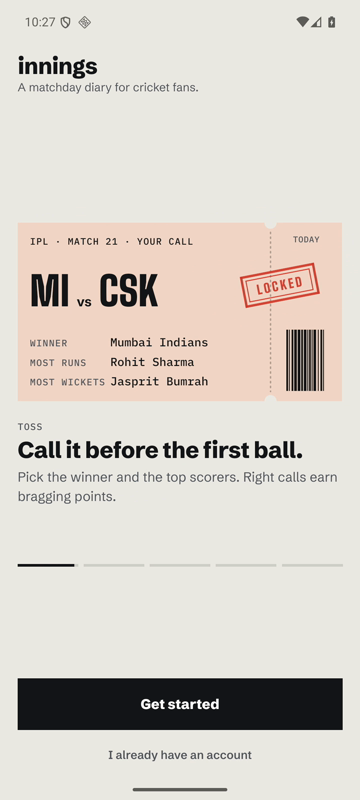 10:27
innings
A matchday diary for cricket fans.
IPL · MATCH 21 · YOUR CALL
TODAY
MI vs CSK
LOCKED
WINNER Mumbai Indians
MOST RUNS Rohit Sharma
MOST WICKETS Jasprit Bumrah
TOSS
Call it before the first ball.
Pick the winner and the top scorers. Right calls earn
bragging points.
Get started
I already have an account